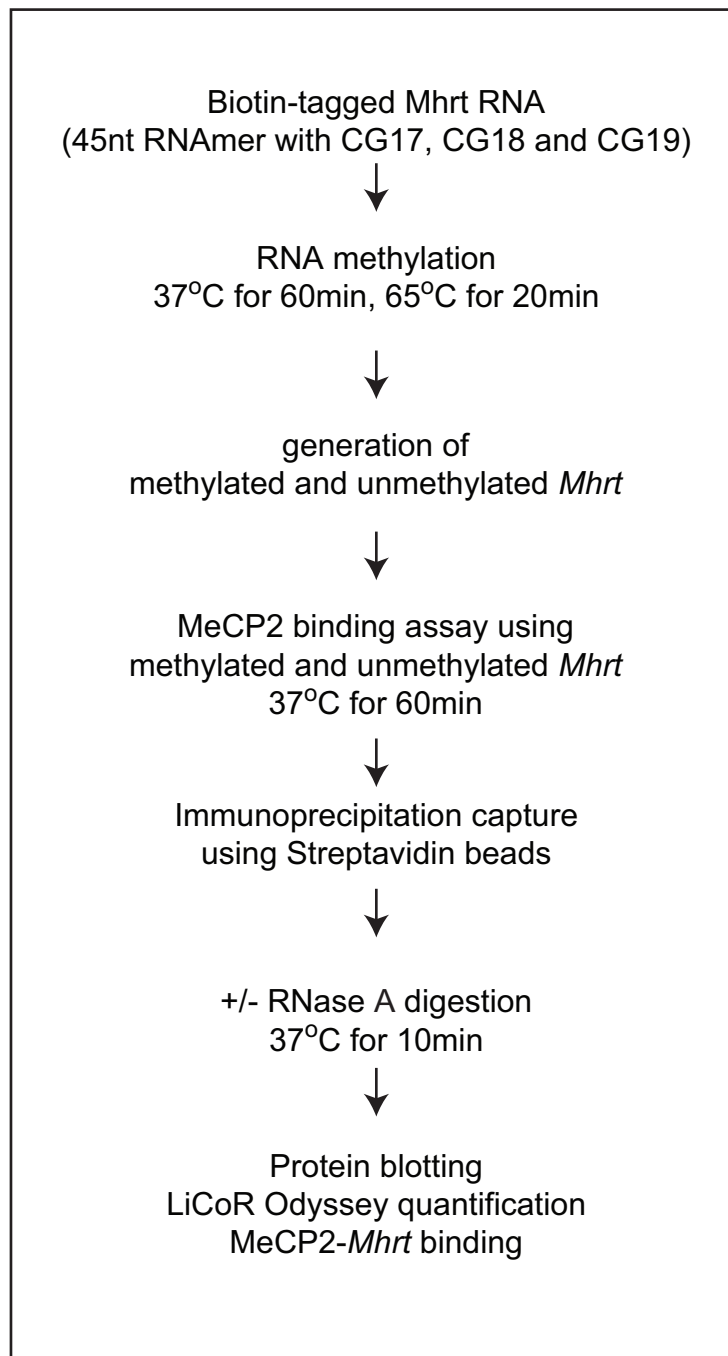 Biotin-tagged Mhrt RNA
(45nt RNAmer with CG17, CG18 and CG19)
RNA methylation
37°C for 60min, 65°C for 20min
generation of
methylated and unmethylated Mhrt
MeCP2 binding assay using
methylated and unmethylated Mhrt
37°C for 60min
Immunoprecipitation capture
using Streptavidin beads
+/- RNase A digestion
37°C for 10min
Protein blotting
LiCoR Odyssey quantification
MeCP2-Mhrt binding